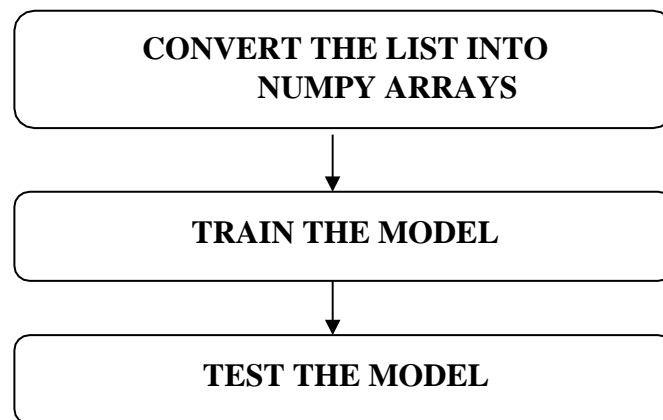 CONVERT THE LIST INTO
NUMPY ARRAYS
TRAIN THE MODEL
TEST THE MODEL